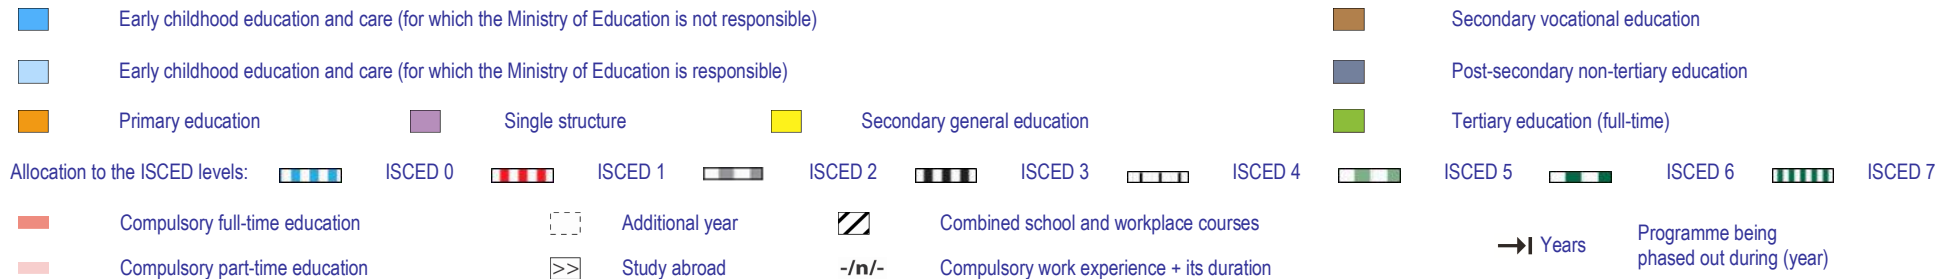 Early childhood education and care (for which the Ministry of Education is not responsible) Secondary vocational education
Early childhood education and care (for which the Ministry of Education is responsible) Post-secondary non-tertiary education
Primary education Single structure Secondary general education Tertiary education (full-time)
Allocation to the ISCED levels: ISCED 0 ISCED 1 ISCED 2 ISCED 3 ISCED 4 ISCED 5 ISCED 6 ISCED 7
Compulsory full-time education Additional year Combined school and workplace courses
Years Programme being
phased out during (year)
Compulsory part-time education >> Study abroad -/n/- Compulsory work experience + its duration